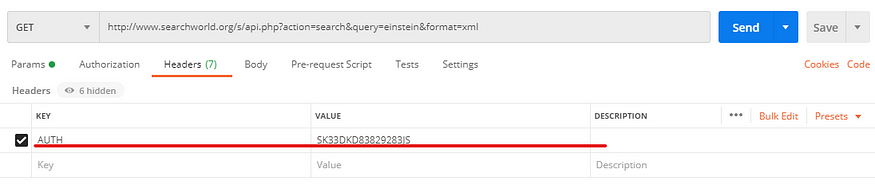 GET http://www.searchworld.org/s/api.php?action=search&query=einstein&format=xml Send Save
Params Authorization Headers (7) Body Pre-request Script Tests Settings Cookies Code
Headers 6 hidden
KEY VALUE DESCRIPTION Bulk Edit Presets
AUTH SK33DKD83829283JS
Key Value Description